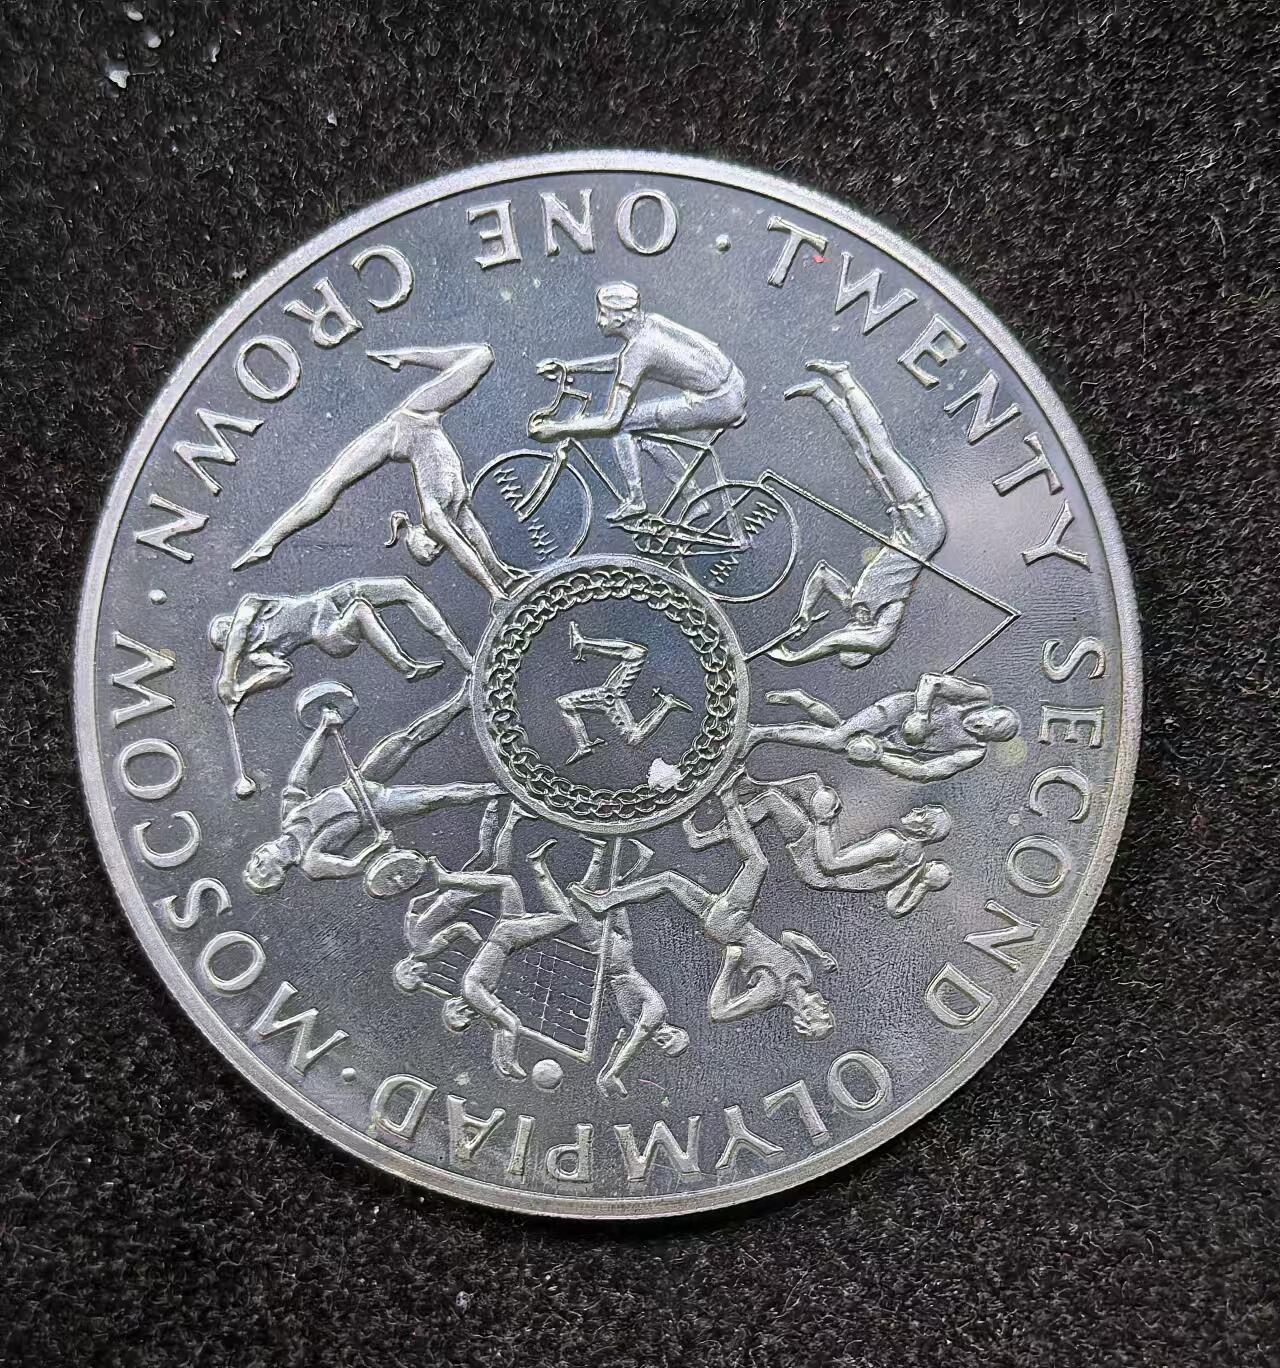 TWENTY SECOND OLYMPIAD · MOSCOW ·
ONE CROWN ·